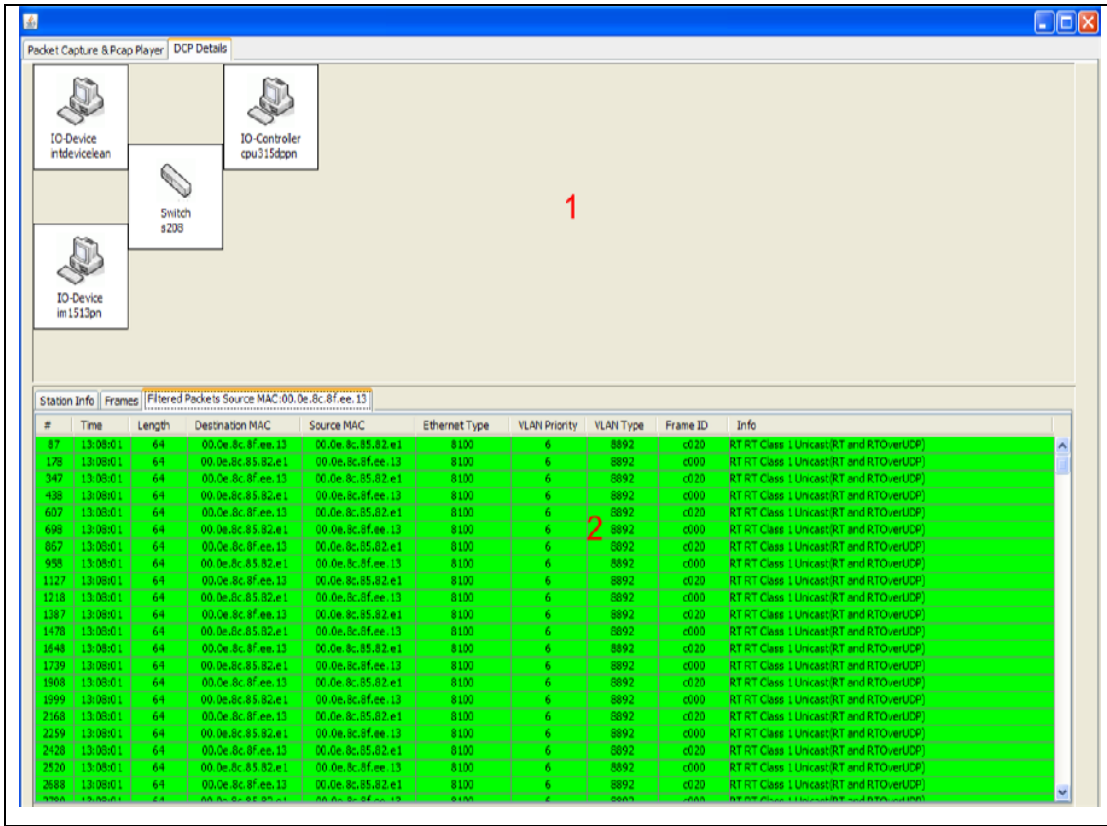 Packet Capture & Pcap Player DCP Details
IO-Device
intdevicelean
IO-Controller
cpu315dppn
Switch
s208
IO-Device
im1513pn
1
Station Info Frames Filtered Packets Source MAC:00.0e.8c.8f.ee.13
# Time Length Destination MAC Source MAC Ethernet Type VLAN Priority VLAN Type Frame ID Info
87 13:08:01 64 00.0e.8c.8f.ee.13 00.0e.8c.85.82.e1 8100 6 8892 c020 RT RT Class 1 Unicast(RT and RTOverUDP)
178 13:08:01 64 00.0e.8c.85.82.e1 00.0e.8c.8f.ee.13 8100 6 8892 c000 RT RT Class 1 Unicast(RT and RTOverUDP)
347 13:08:01 64 00.0e.8c.8f.ee.13 00.0e.8c.85.82.e1 8100 6 8892 c020 RT RT Class 1 Unicast(RT and RTOverUDP)
438 13:08:01 64 00.0e.8c.85.82.e1 00.0e.8c.8f.ee.13 8100 6 8892 c000 RT RT Class 1 Unicast(RT and RTOverUDP)
607 13:08:01 64 00.0e.8c.8f.ee.13 00.0e.8c.85.82.e1 8100 6 8892 c020 RT RT Class 1 Unicast(RT and RTOverUDP)
698 13:08:01 64 00.0e.8c.85.82.e1 00.0e.8c.8f.ee.13 8100 6 2 8892 c000 RT RT Class 1 Unicast(RT and RTOverUDP)
867 13:08:01 64 00.0e.8c.8f.ee.13 00.0e.8c.85.82.e1 8100 6 8892 c020 RT RT Class 1 Unicast(RT and RTOverUDP)
958 13:08:01 64 00.0e.8c.85.82.e1 00.0e.8c.8f.ee.13 8100 6 8892 c000 RT RT Class 1 Unicast(RT and RTOverUDP)
1127 13:08:01 64 00.0e.8c.8f.ee.13 00.0e.8c.85.82.e1 8100 6 8892 c020 RT RT Class 1 Unicast(RT and RTOverUDP)
1218 13:08:01 64 00.0e.8c.85.82.e1 00.0e.8c.8f.ee.13 8100 6 8892 c000 RT RT Class 1 Unicast(RT and RTOverUDP)
1387 13:08:01 64 00.0e.8c.8f.ee.13 00.0e.8c.85.82.e1 8100 6 8892 c020 RT RT Class 1 Unicast(RT and RTOverUDP)
1478 13:08:01 64 00.0e.8c.85.82.e1 00.0e.8c.8f.ee.13 8100 6 8892 c000 RT RT Class 1 Unicast(RT and RTOverUDP)
1648 13:08:01 64 00.0e.8c.8f.ee.13 00.0e.8c.85.82.e1 8100 6 8892 c020 RT RT Class 1 Unicast(RT and RTOverUDP)
1739 13:08:01 64 00.0e.8c.85.82.e1 00.0e.8c.8f.ee.13 8100 6 8892 c000 RT RT Class 1 Unicast(RT and RTOverUDP)
1908 13:08:01 64 00.0e.8c.8f.ee.13 00.0e.8c.85.82.e1 8100 6 8892 c020 RT RT Class 1 Unicast(RT and RTOverUDP)
1999 13:08:01 64 00.0e.8c.85.82.e1 00.0e.8c.8f.ee.13 8100 6 8892 c000 RT RT Class 1 Unicast(RT and RTOverUDP)
2168 13:08:01 64 00.0e.8c.8f.ee.13 00.0e.8c.85.82.e1 8100 6 8892 c020 RT RT Class 1 Unicast(RT and RTOverUDP)
2259 13:08:01 64 00.0e.8c.85.82.e1 00.0e.8c.8f.ee.13 8100 6 8892 c000 RT RT Class 1 Unicast(RT and RTOverUDP)
2428 13:08:01 64 00.0e.8c.8f.ee.13 00.0e.8c.85.82.e1 8100 6 8892 c020 RT RT Class 1 Unicast(RT and RTOverUDP)
2520 13:08:01 64 00.0e.8c.85.82.e1 00.0e.8c.8f.ee.13 8100 6 8892 c000 RT RT Class 1 Unicast(RT and RTOverUDP)
2688 13:08:01 64 00.0e.8c.8f.ee.13 00.0e.8c.85.82.e1 8100 6 8892 c020 RT RT Class 1 Unicast(RT and RTOverUDP)